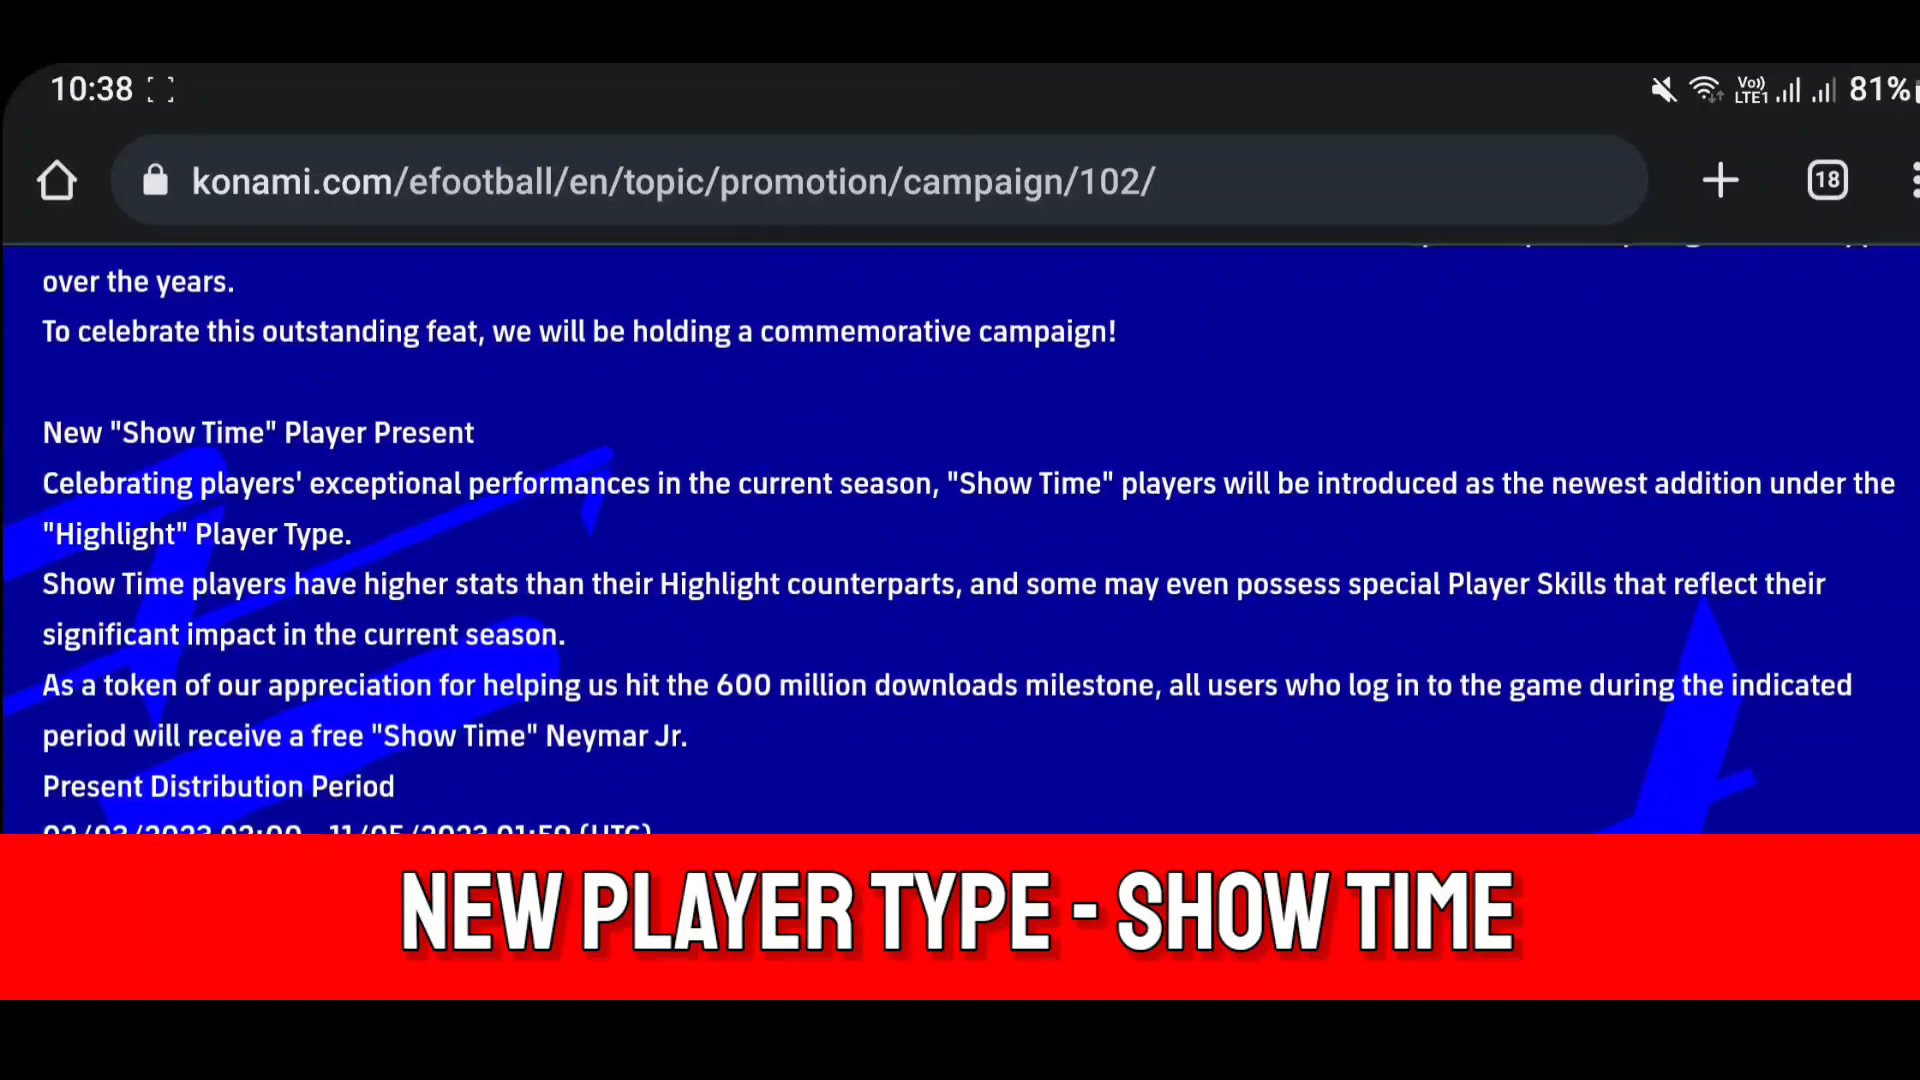 10:38
Vo)) LTE1 81%
konami.com/efootball/en/topic/promotion/campaign/102/
18
over the years.
To celebrate this outstanding feat, we will be holding a commemorative campaign!
New "Show Time" Player Present
Celebrating players' exceptional performances in the current season, "Show Time" players will be introduced as the newest addition under the
"Highlight" Player Type.
Show Time players have higher stats than their Highlight counterparts, and some may even possess special Player Skills that reflect their
significant impact in the current season.
As a token of our appreciation for helping us hit the 600 million downloads milestone, all users who log in to the game during the indicated
period will receive a free "Show Time" Neymar Jr.
Present Distribution Period
NEW PLAYER TYPE - SHOW TIME